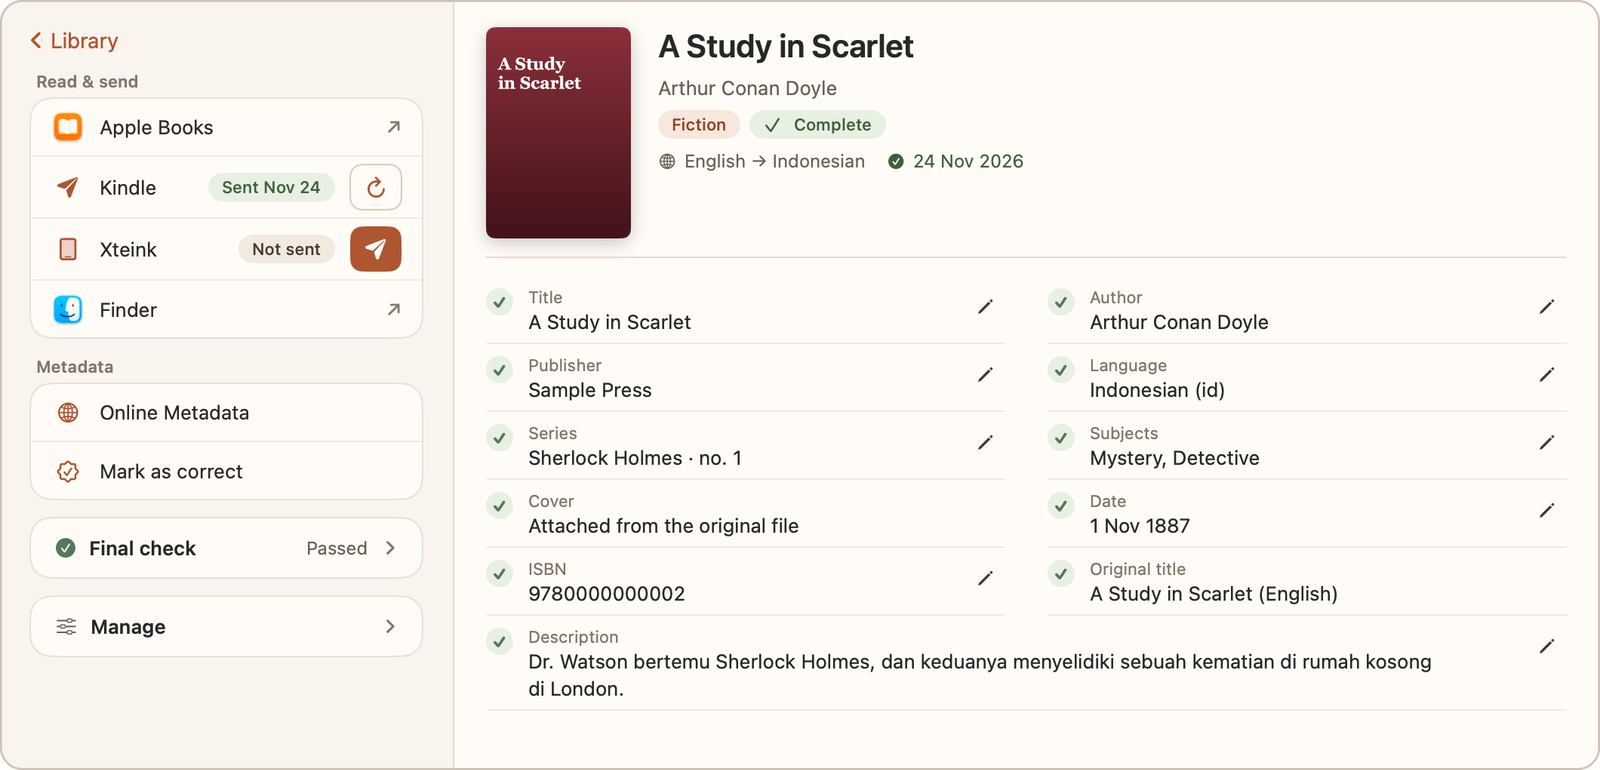 Library
Read & send
Apple Books
Kindle
Sent Nov 24
Xteink
Not sent
Finder
Metadata
Online Metadata
Mark as correct
Final check
Passed
Manage
A Study
in Scarlet
A Study in Scarlet
Arthur Conan Doyle
Fiction
Complete
English → Indonesian
24 Nov 2026
Title
A Study in Scarlet
Author
Arthur Conan Doyle
Publisher
Sample Press
Language
Indonesian (id)
Series
Sherlock Holmes · no. 1
Subjects
Mystery, Detective
Cover
Attached from the original file
Date
1 Nov 1887
ISBN
9780000000002
Original title
A Study in Scarlet (English)
Description
Dr. Watson bertemu Sherlock Holmes, dan keduanya menyelidiki sebuah kematian di rumah kosong
di London.